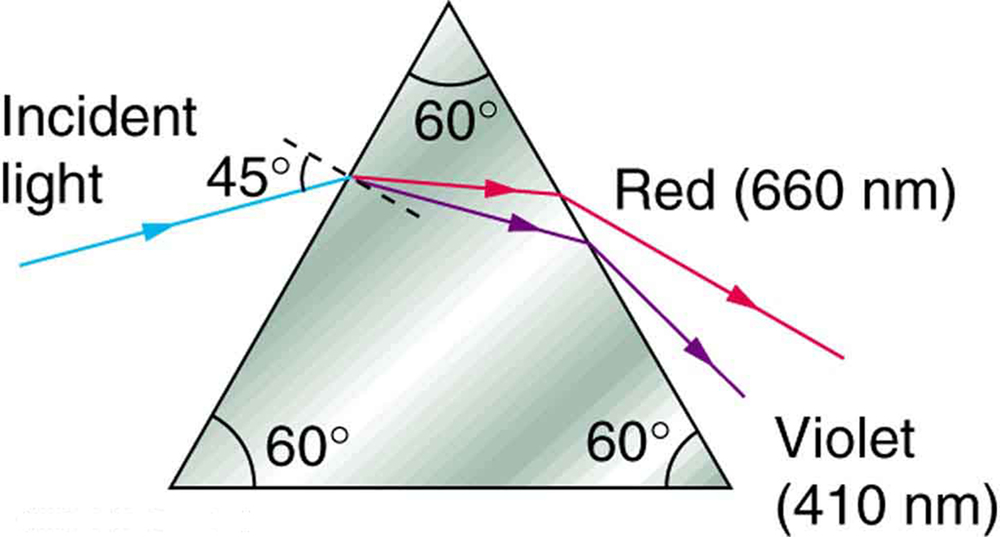 Incident
light
45°
60°
Red (660 nm)
60°
60°
Violet
(410 nm)